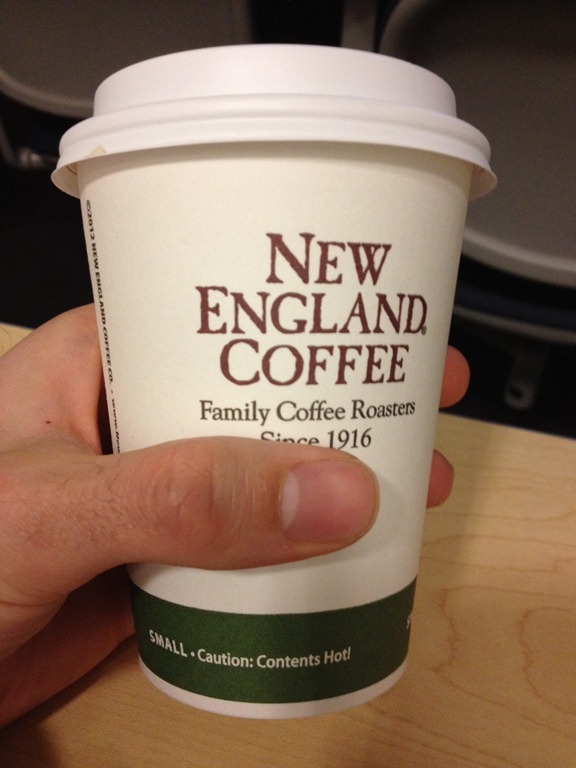 NEW
ENGLAND®
COFFEE
Family Coffee Roasters
Since 1916
SMALL • Caution: Contents Hot!
©2012 NEW ENGLAND COFFEE CO. •